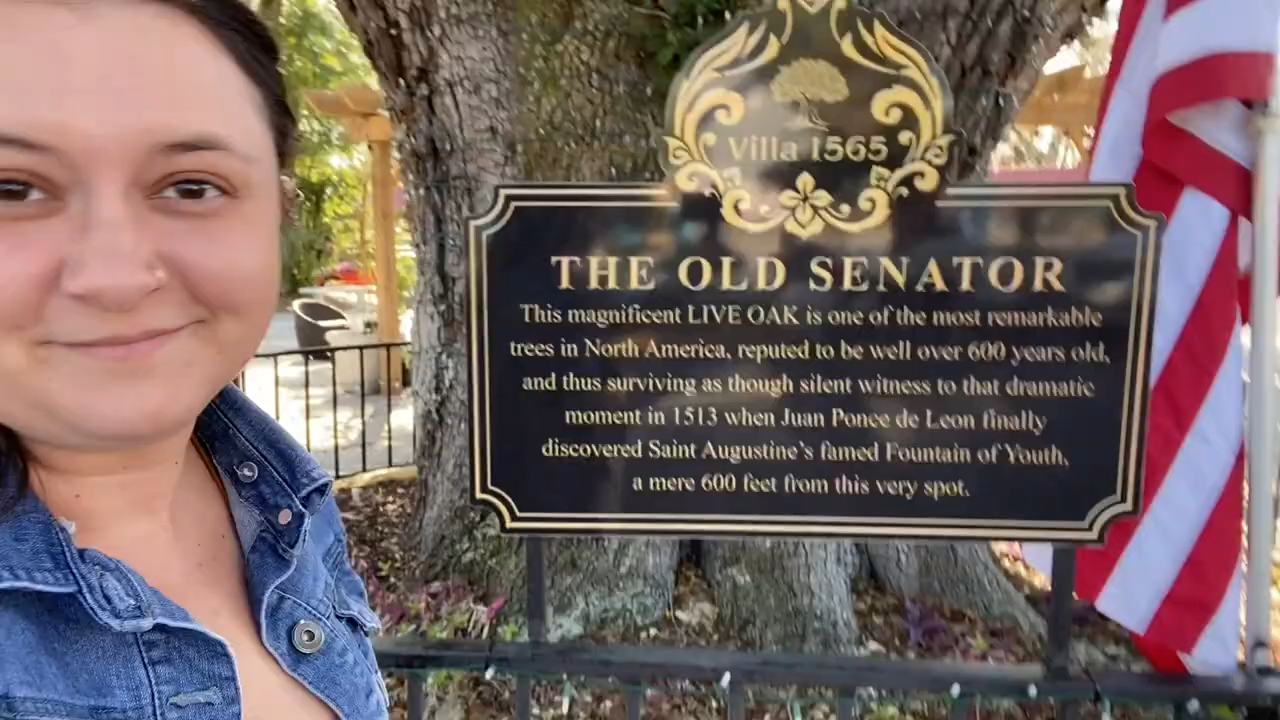 Villa 1565
THE OLD SENATOR
This magnificent LIVE OAK is one of the most remarkable
trees in North America, reputed to be well over 600 years old,
and thus surviving as though silent witness to that dramatic
moment in 1513 when Juan Ponce de Leon finally
discovered Saint Augustine's famed Fountain of Youth,
a mere 600 feet from this very spot.